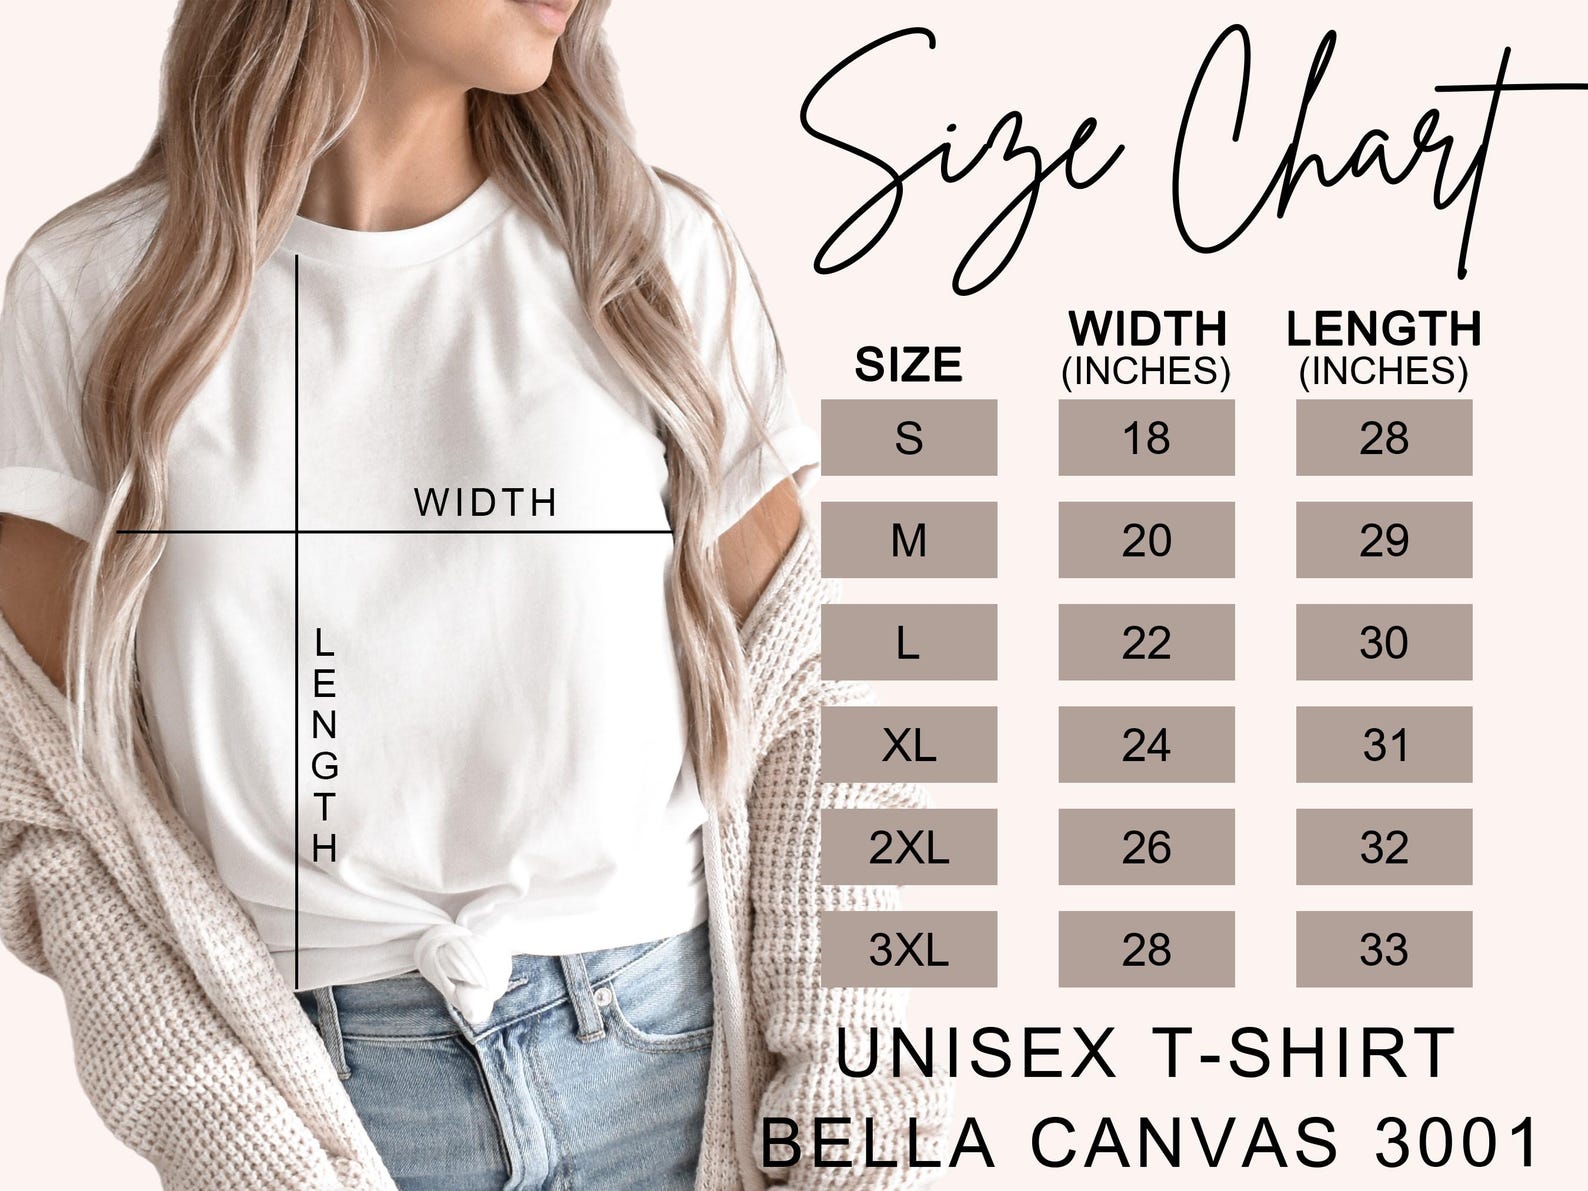 Size Chart
SIZE WIDTH (INCHES) LENGTH (INCHES)
S 18 28
M 20 29
L 22 30
XL 24 31
2XL 26 32
3XL 28 33
WIDTH
LENGTH
UNISEX T-SHIRT
BELLA CANVAS 3001